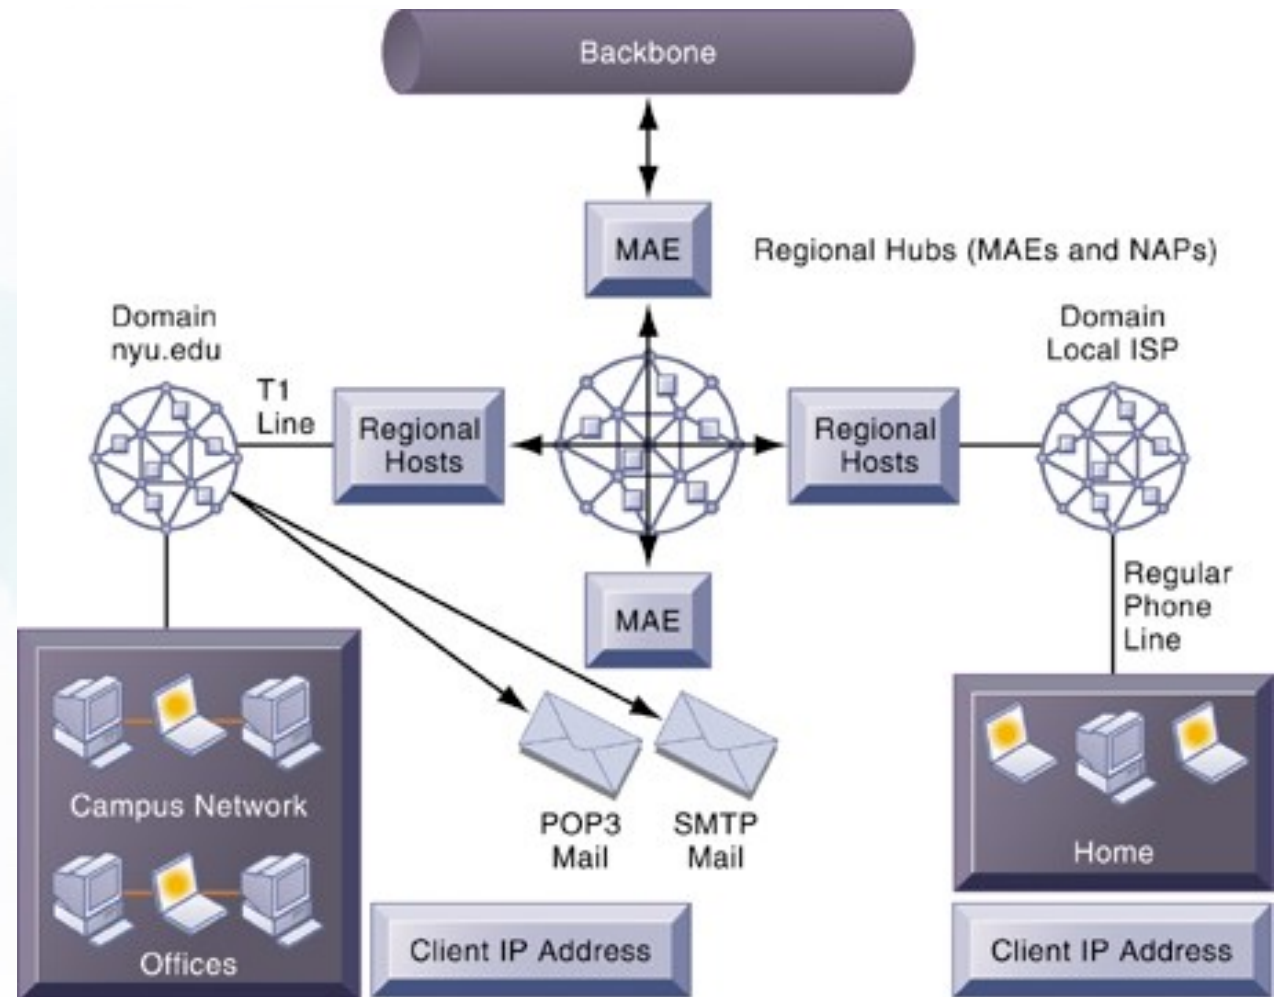 Backbone
MAE
Regional Hubs (MAEs and NAPs)
Domain
nyu.edu
Domain
Local ISP
T1
Line
Regional
Hosts
Regional
Hosts
MAE
Regular
Phone
Line
Campus Network
POP3
Mail
SMTP
Mail
Home
Offices
Client IP Address
Client IP Address